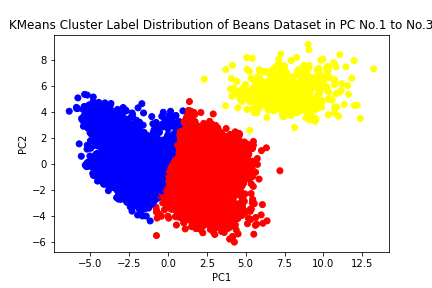 KMeans Cluster Label Distribution of Beans Dataset in PC No.1 to No.3
8
6
4
2
0
−2
−4
−6
PC2
−5.0 −2.5 0.0 2.5 5.0 7.5 10.0 12.5
PC1